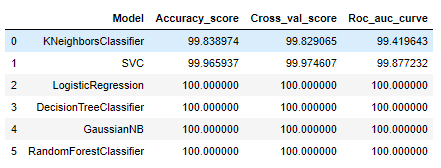 Model Accuracy_score Cross_val_score Roc_auc_curve
0 KNeighborsClassifier 99.838974 99.829065 99.419643
1 SVC 99.965937 99.974607 99.877232
2 LogisticRegression 100.000000 100.000000 100.000000
3 DecisionTreeClassifier 100.000000 100.000000 100.000000
4 GaussianNB 100.000000 100.000000 100.000000
5 RandomForestClassifier 100.000000 100.000000 100.000000